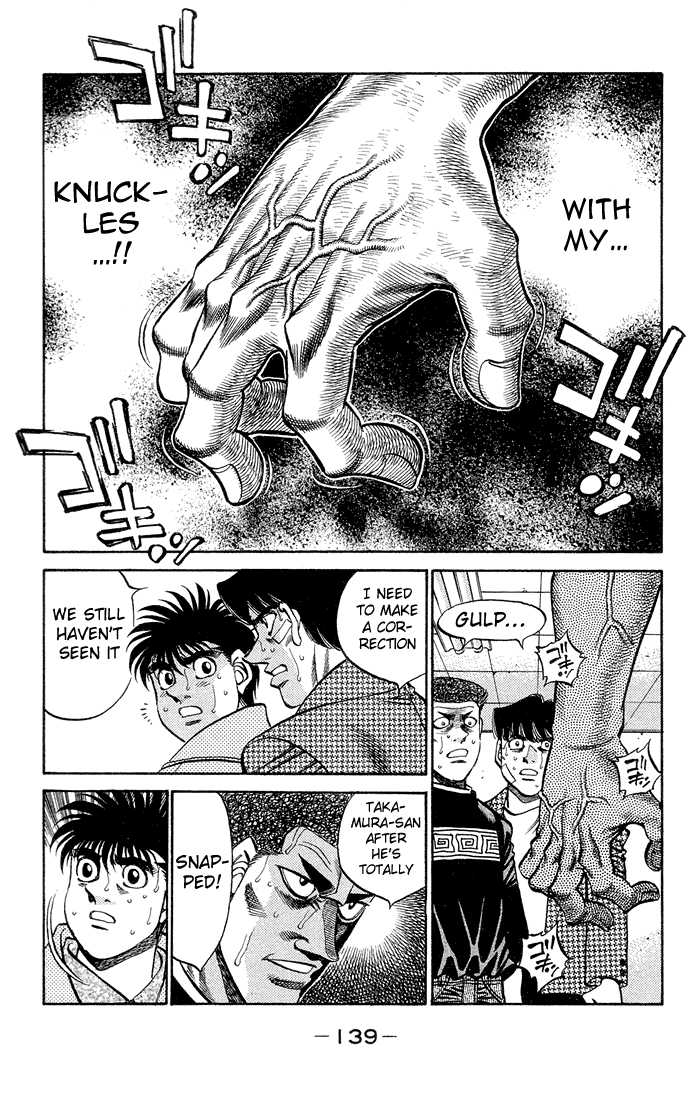 WITH
MY...
KNUCK-
LES
...!!
ゴキッ
ゴキッ
ゴキッ
GULP...
ゴキッ
ゴキッ
ゴキッ
I NEED
TO MAKE
A COR-
RECTION
WE STILL
HAVEN'T
SEEN IT
TAKA-
MURA-SAN
AFTER
HE'S
TOTALLY
SNAP-
PED!
-139-